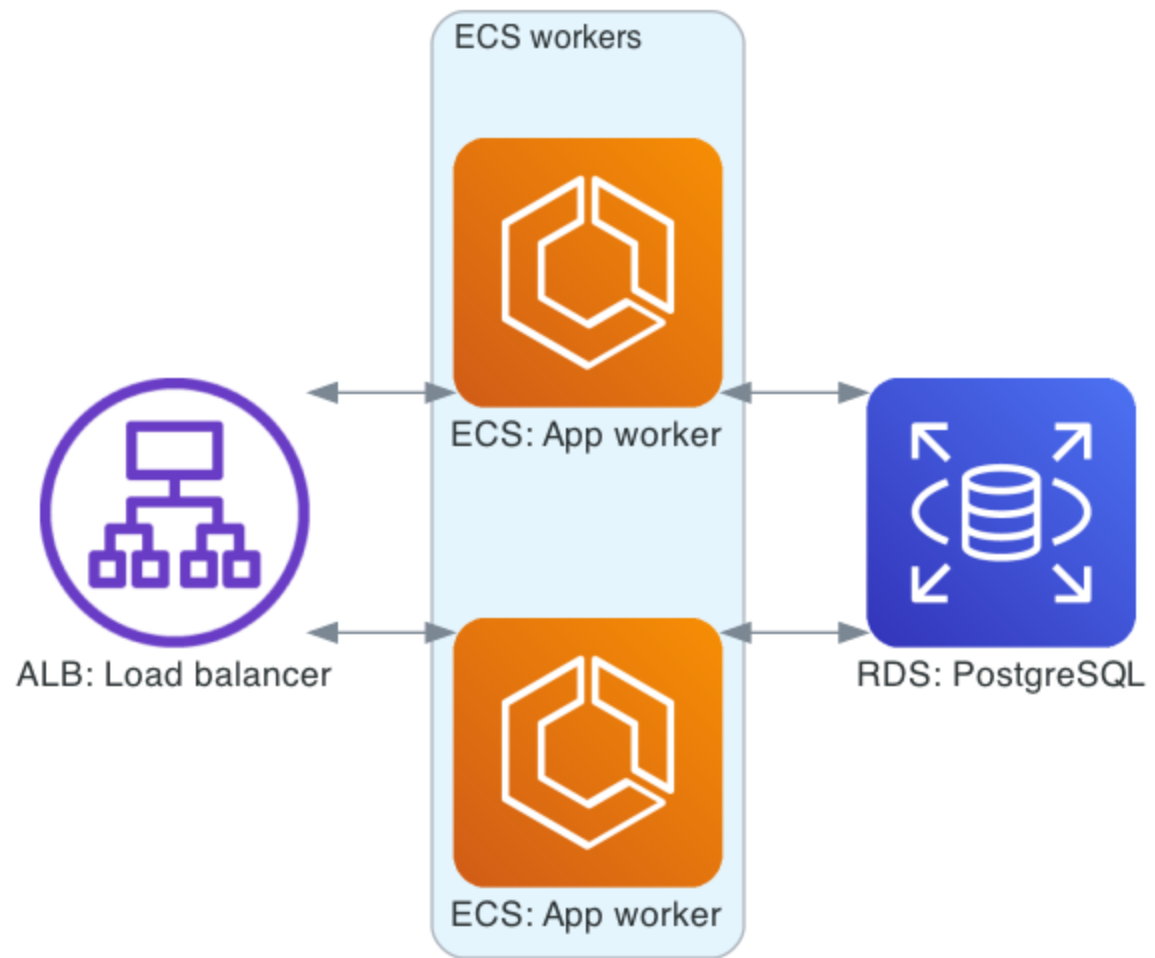 ECS workers
ECS: App worker
ALB: Load balancer
RDS: PostgreSQL
ECS: App worker